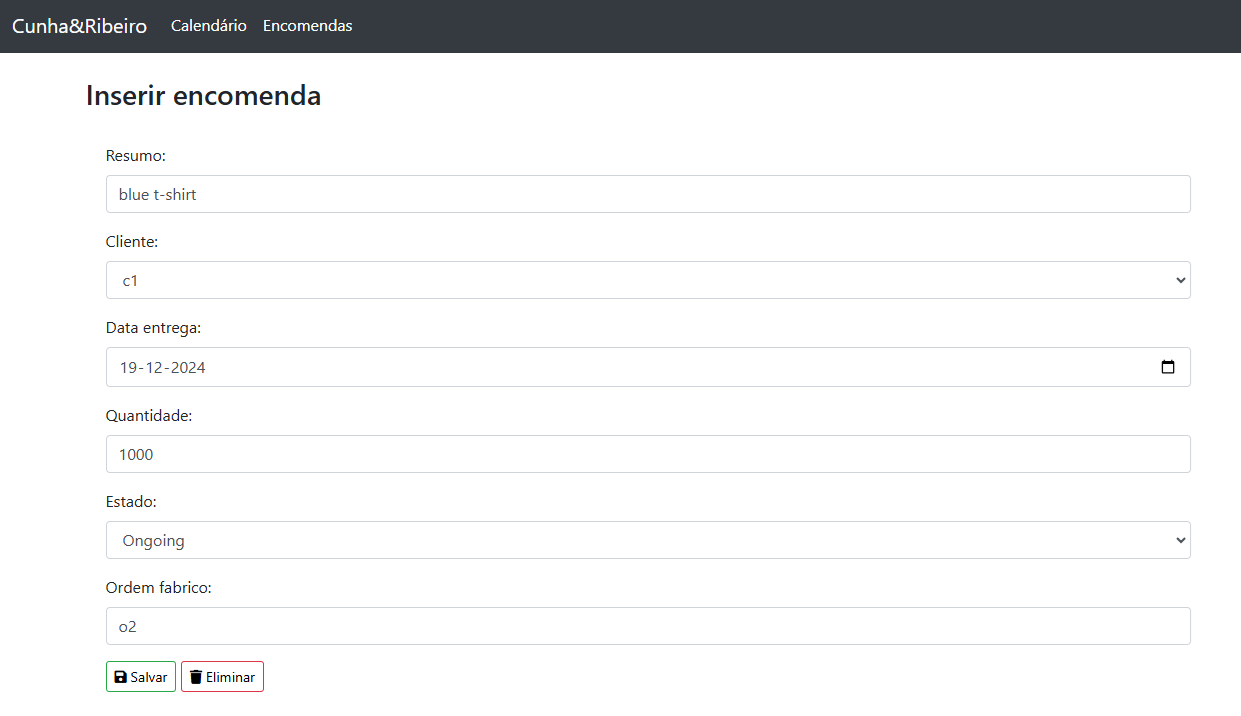 Cunha&Ribeiro Calendário Encomendas
Inserir encomenda
Resumo:
blue t-shirt
Cliente:
c1
Data entrega:
19-12-2024
Quantidade:
1000
Estado:
Ongoing
Ordem fabrico:
o2
Salvar Eliminar